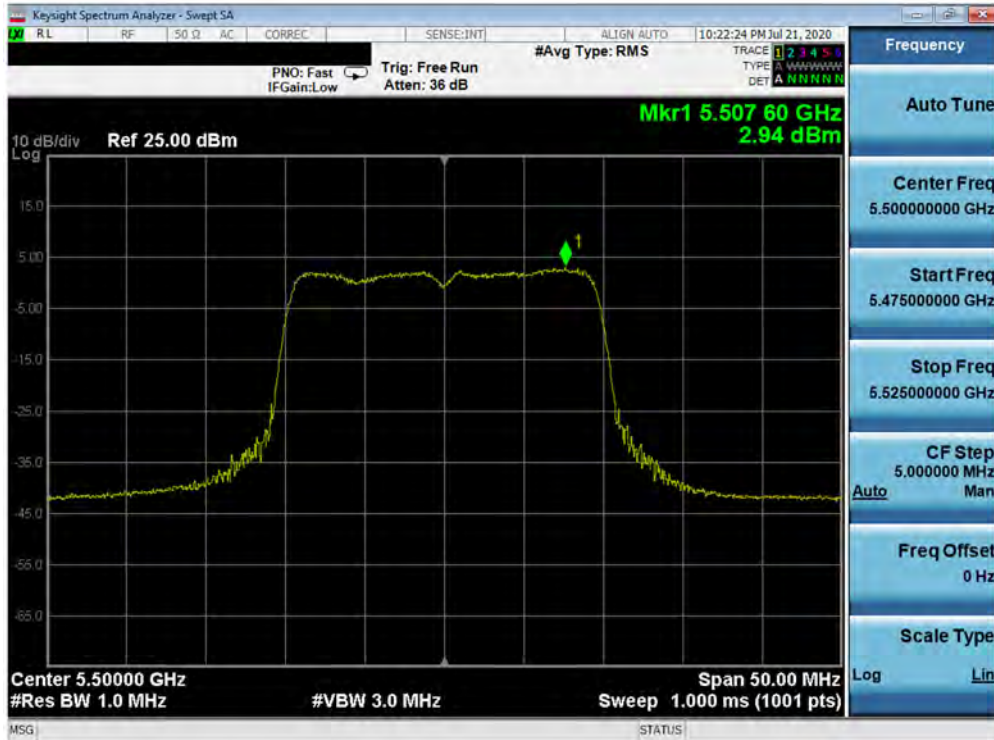 Keysight Spectrum Analyzer - Swept SA
LXI RL RF 50 Ω AC CORREC SENSE:INT ALIGN AUTO 10:22:24 PM Jul 21, 2020
PNO: Fast
IFGain:Low
Trig: Free Run
Atten: 36 dB
#Avg Type: RMS
TRACE 1 2 3 4 5 6
TYPE A WWWWW
DET A N N N N N
Mkr1 5.507 60 GHz
2.94 dBm
10 dB/div Ref 25.00 dBm
Log
15.0
5.00
-5.00
-15.0
-25.0
-35.0
-45.0
-55.0
-65.0
1
Center 5.50000 GHz
Span 50.00 MHz
#Res BW 1.0 MHz
#VBW 3.0 MHz
Sweep 1.000 ms (1001 pts)
MSG
STATUS
Frequency
Auto Tune
Center Freq
5.500000000 GHz
Start Freq
5.475000000 GHz
Stop Freq
5.525000000 GHz
CF Step
5.000000 MHz
Auto Man
Freq Offset
0 Hz
Scale Type
Log Lin